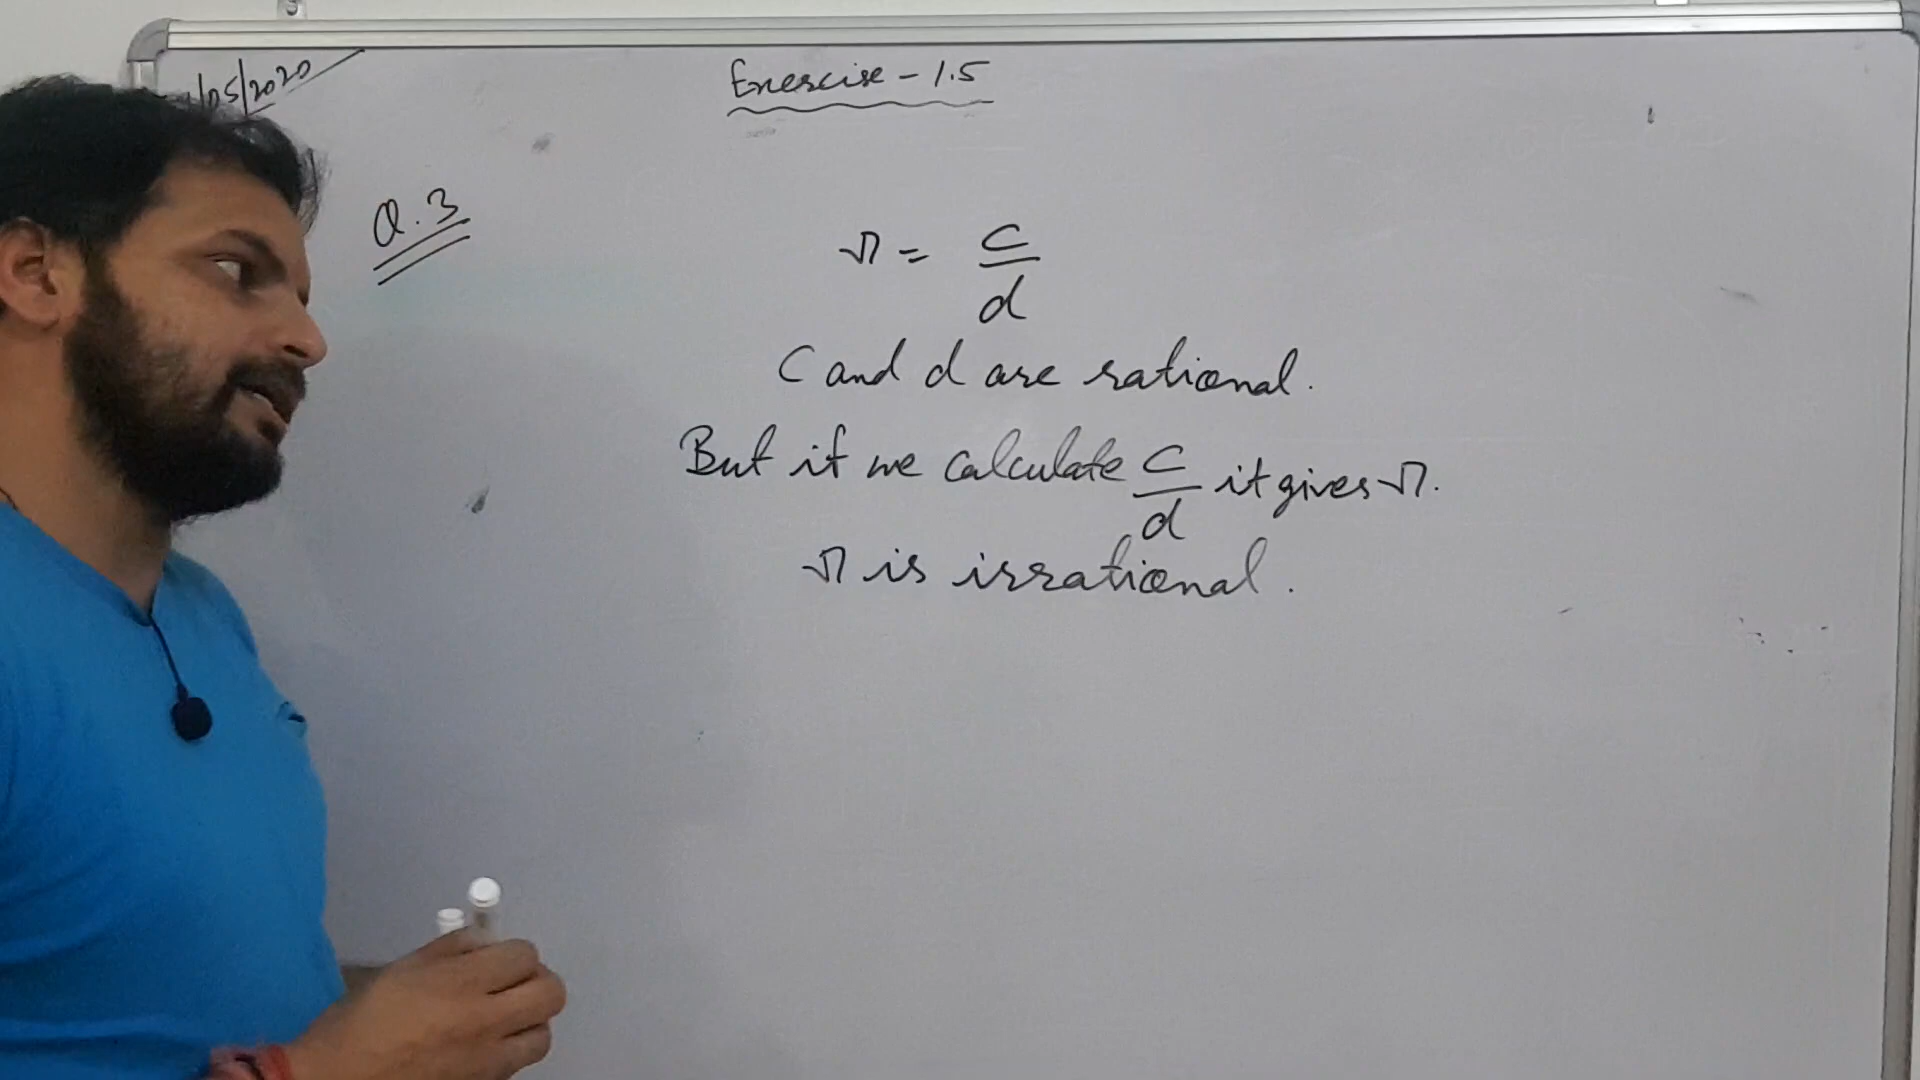 /05/2020
Exercise - 1.5
Q.3
π = c/d
C and d are rational.
But if we calculate c/d it gives π.
π is irrational.